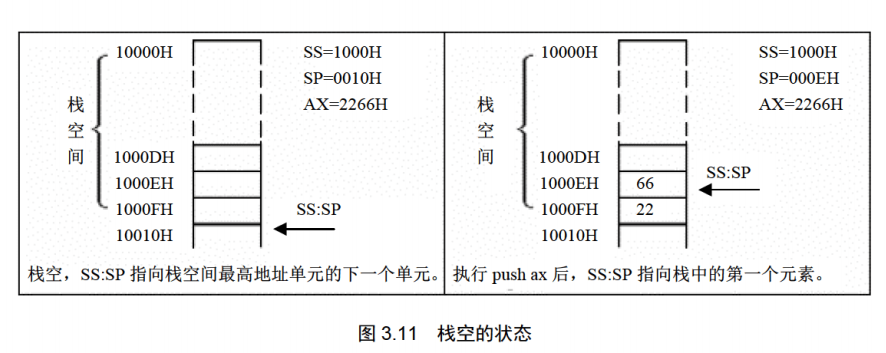 10000H
SS=1000H
SP=0010H
AX=2266H
栈
空
间
1000DH
1000EH
1000FH
SS:SP
10010H
栈空，SS:SP 指向栈空间最高地址单元的下一个单元。
10000H
SS=1000H
SP=000EH
AX=2266H
栈
空
间
1000DH
1000EH
66
SS:SP
1000FH
22
10010H
执行 push ax 后，SS:SP 指向栈中的第一个元素。
图 3.11 栈空的状态